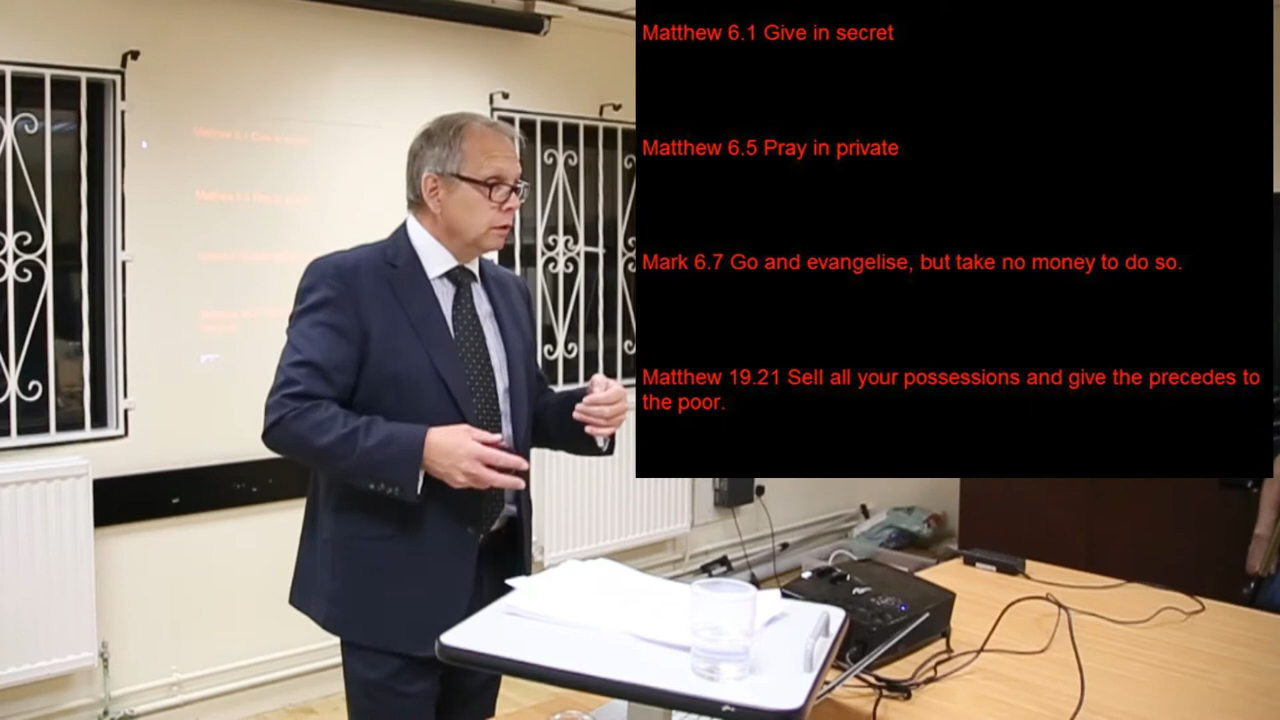 Matthew 6.1 Give in secret
Matthew 6.5 Pray in private
Mark 6.7 Go and evangelise, but take no money to do so.
Matthew 19.21 Sell all your possessions and give the precedes to
the poor.